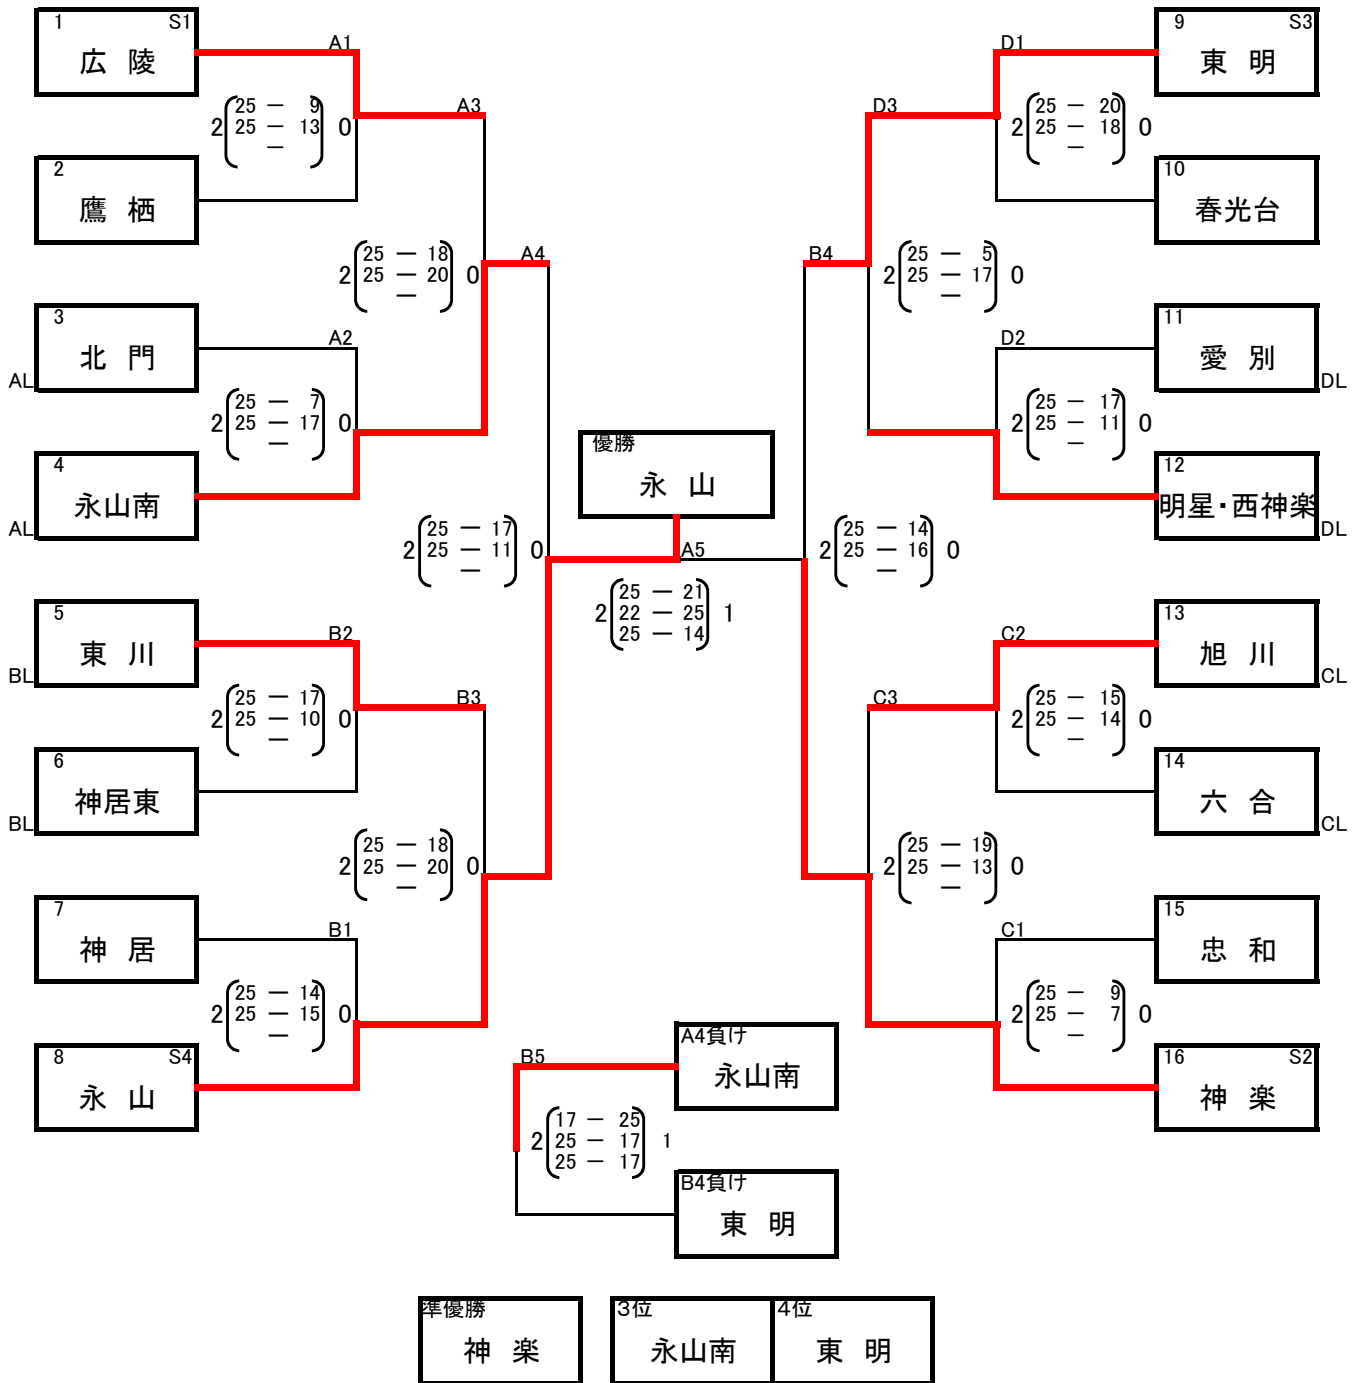 1 S1
広 陵
A1
2 25 — 9 0
25 — 13
—
2
鷹 栖
A3
2 25 — 18 0
25 — 20
—
3
北 門
AL
A2
2 25 — 7 0
25 — 17
—
4
永山南
AL
A4
2 25 — 17 0
25 — 11
—
5
東 川
BL
B2
2 25 — 17 0
25 — 10
—
6
神居東
BL
B3
2 25 — 18 0
25 — 20
—
7
神 居
B1
2 25 — 14 0
25 — 15
—
8 S4
永 山
優勝
永 山
A5
2 25 — 21 1
22 — 25
25 — 14
9 S3
東 明
D1
2 25 — 20 0
25 — 18
—
10
春光台
D3
2 25 — 5 0
25 — 17
—
11
愛 別
DL
D2
2 25 — 17 0
25 — 11
—
12
明星・西神楽
DL
B4
2 25 — 14 0
25 — 16
—
13
旭 川
CL
C2
2 25 — 15 0
25 — 14
—
14
六 合
CL
C3
2 25 — 19 0
25 — 13
—
15
忠 和
C1
2 25 — 9 0
25 — 7
—
16 S2
神 楽
A4負け
永山南
B5
2 17 — 25 1
25 — 17
25 — 17
B4負け
東 明
準優勝
神 楽
3位
永山南
4位
東 明